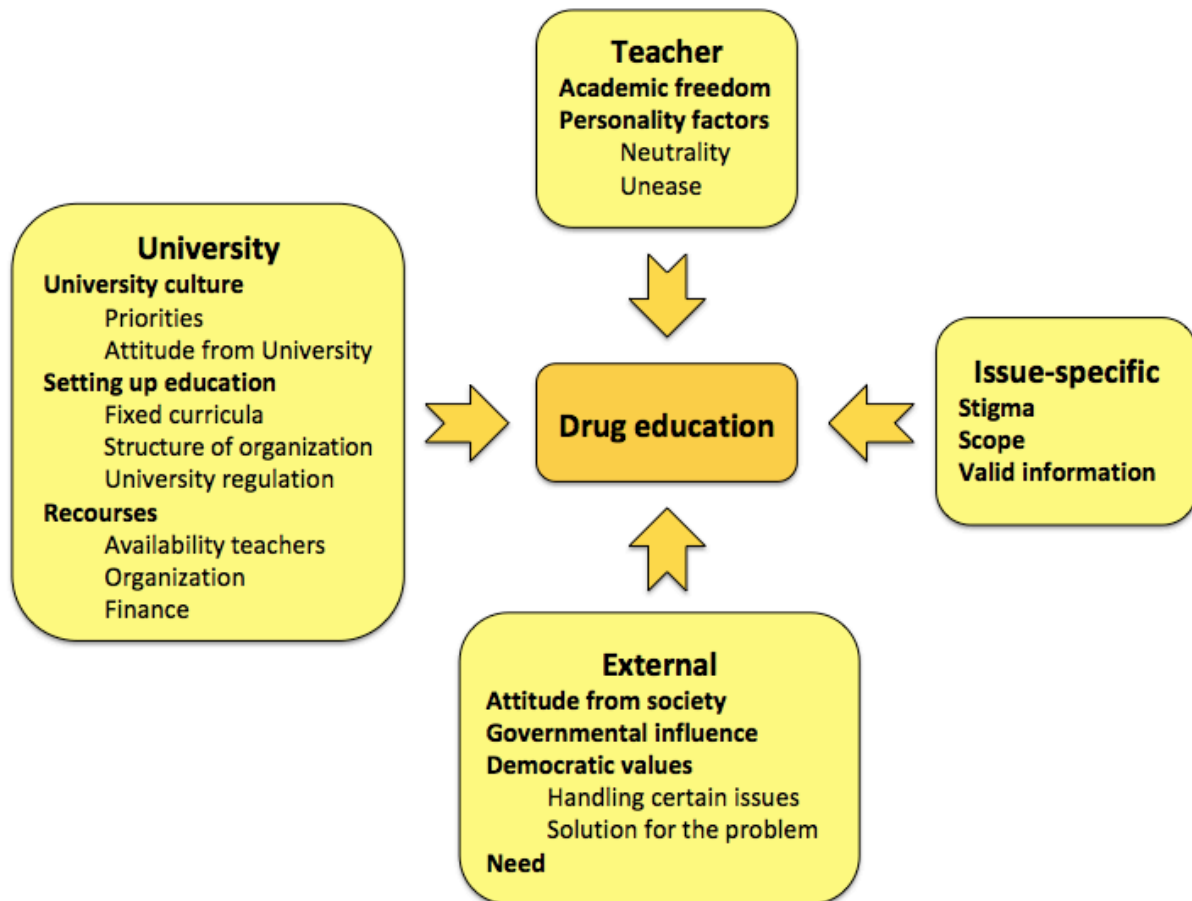 Teacher
Academic freedom
Personality factors
Neutrality
Unease
University
University culture
Priorities
Attitude from University
Setting up education
Fixed curricula
Structure of organization
University regulation
Recourses
Availability teachers
Organization
Finance
Drug education
Issue-specific
Stigma
Scope
Valid information
External
Attitude from society
Governmental influence
Democratic values
Handling certain issues
Solution for the problem
Need